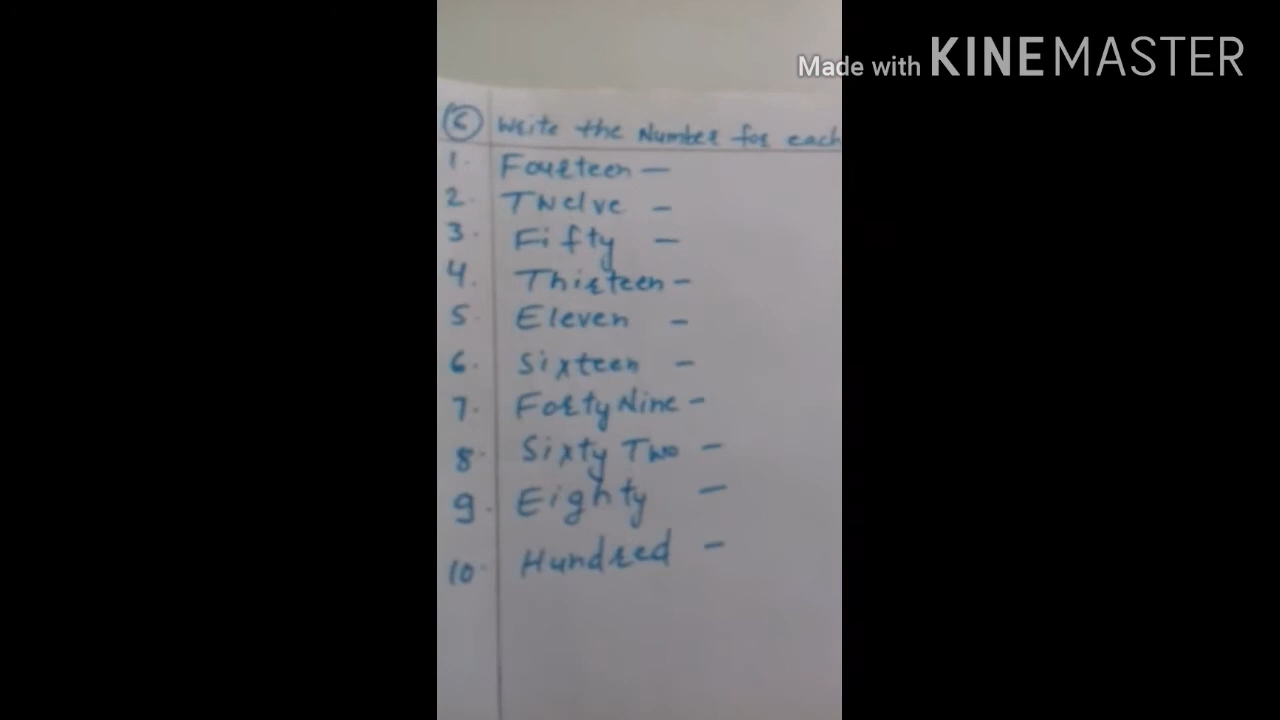 Made with KINEMASTER
6 Write the Number for each
1. Fourteen —
2. Twelve —
3. Fifty —
4. Thirteen —
5. Eleven —
6. Sixteen —
7. Forty Nine —
8. Sixty Two —
9. Eighty —
10. Hundred —